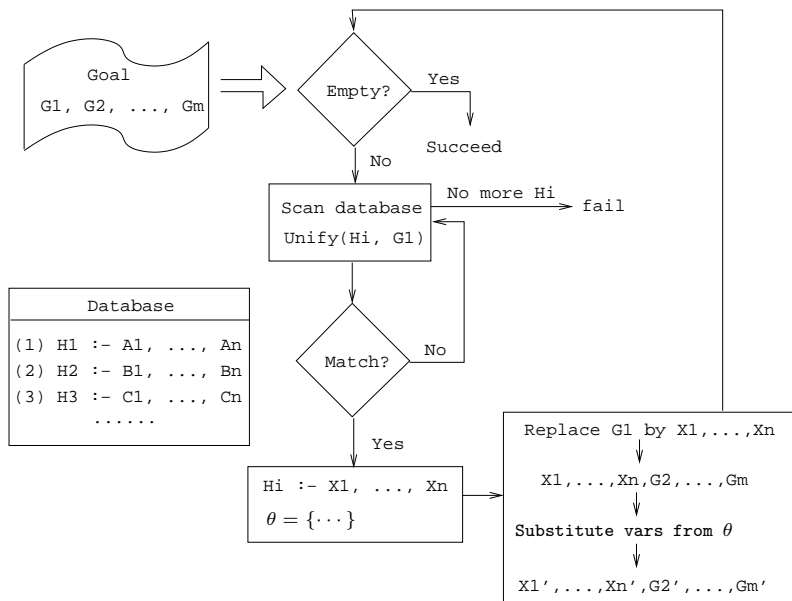 Goal
G1, G2, ..., Gm
Empty?
Yes
Succeed
No
Scan database
Unify(Hi, G1)
No more Hi
fail
Database
(1) H1 :- A1, ..., An
(2) H2 :- B1, ..., Bn
(3) H3 :- C1, ..., Cn
......
Match?
No
Yes
Hi :- X1, ..., Xn
θ = {···}
Replace G1 by X1,...,Xn
X1,...,Xn,G2,...,Gm
Substitute vars from θ
X1',...,Xn',G2',...,Gm'